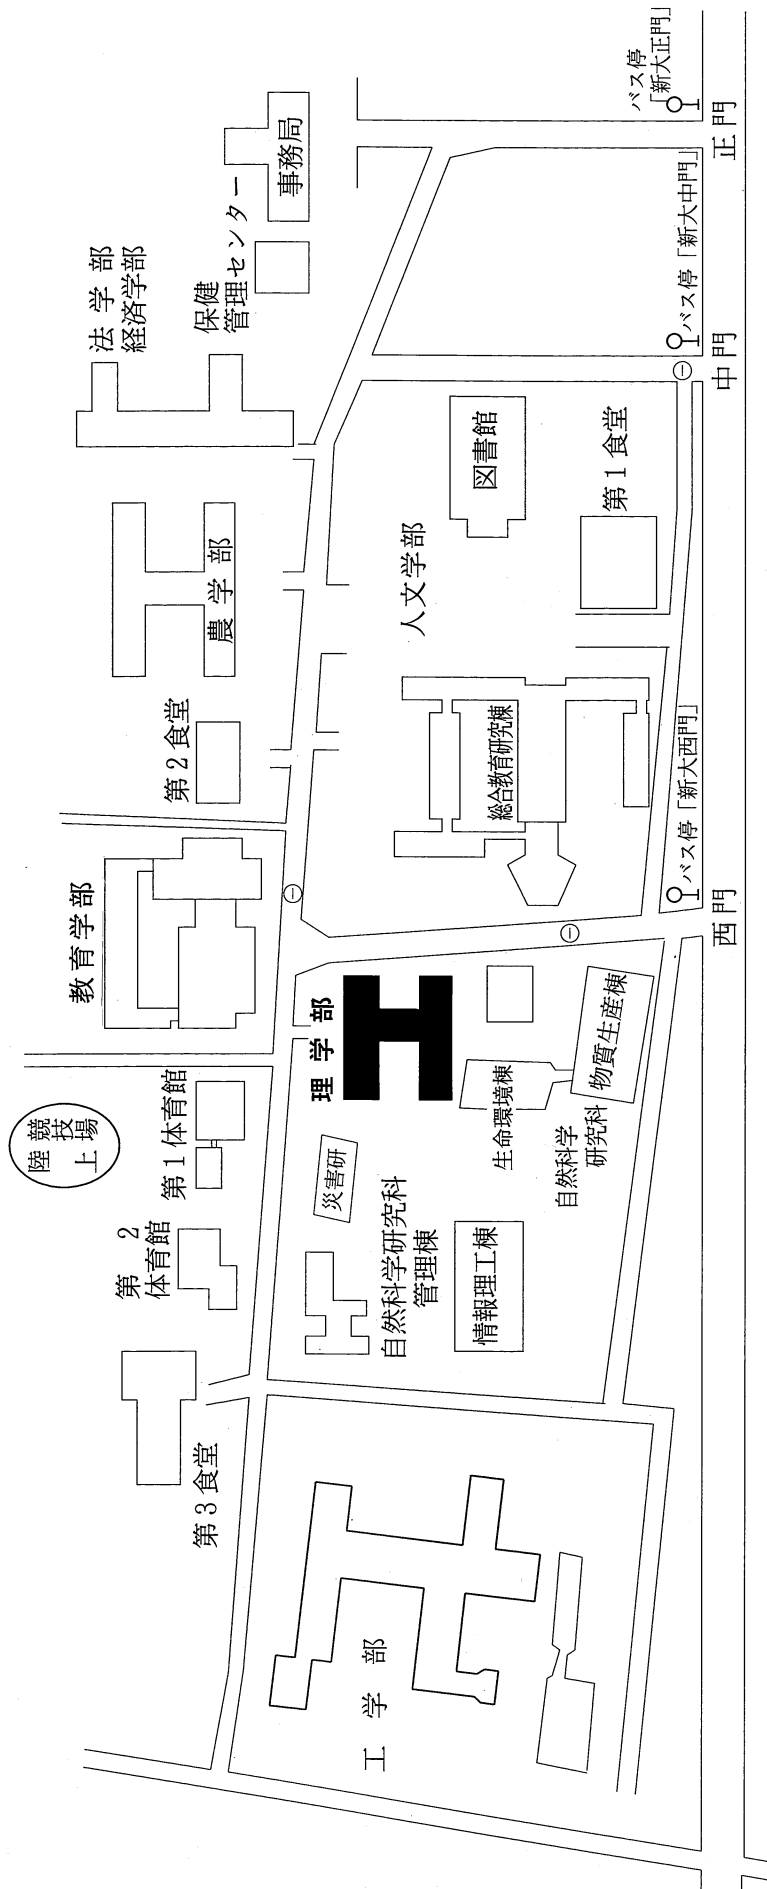 陸上
競技場
第3食堂
第2
体育館
第1体育館
教育学部
第2食堂
農学部
法学部
経済学部
保健
管理センター
事務局
工学部
自然科学研究科
管理棟
災害研
理学部
情報理工棟
生命環境棟
自然科学
研究科
物質生産棟
総合教育研究棟
人文学部
図書館
第1食堂
バス停「新大西門」
バス停「新大中門」
バス停
「新大正門」
西門
中門
正門